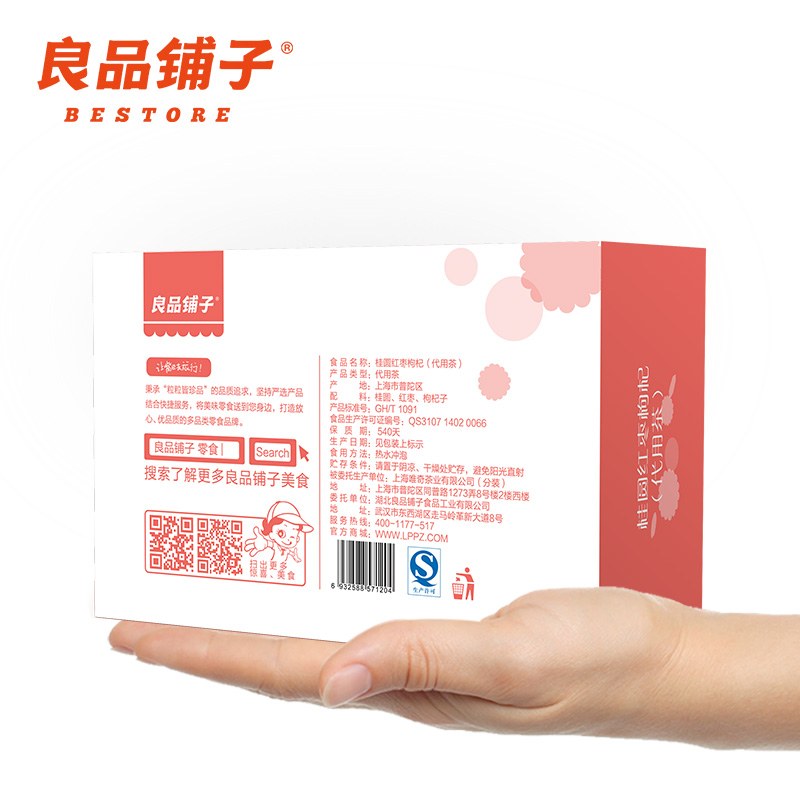 良品铺子®
BESTORE
良品铺子®
让食味去旅行！
秉承“粒粒皆珍品”的品质追求，坚持严选产品
结合快捷服务，将美味零食送到您身边，打造放
心、优品质的多品类零食品牌。
良品铺子 零食
Search
搜索了解更多良品铺子美食
扫出更多
惊喜、美食
食品名称：桂圆红枣枸杞（代用茶）
产品类型：代用茶
产 地：上海市普陀区
配 料：桂圆、红枣、枸杞子
产品标准号：GH/T 1091
食品生产许可证编号：QS3107 1402 0066
保 质 期：540天
生产日期：见包装上标示
食用方法：热水冲泡
贮存条件：请置于阴凉、干燥处贮存，避免阳光直射
被委托生产单位：上海唯奇茶业有限公司（分装）
地 址：上海市普陀区同普路1273弄8号楼2楼西楼
委托单位：湖北良品铺子食品工业有限公司
地 址：武汉市东西湖区走马岭革新大道8号
服务热线：400-1177-517
官方商城：WWW.LPPZ.COM
6 932588 571204
生产许可
桂圆红枣枸杞
（代用茶）